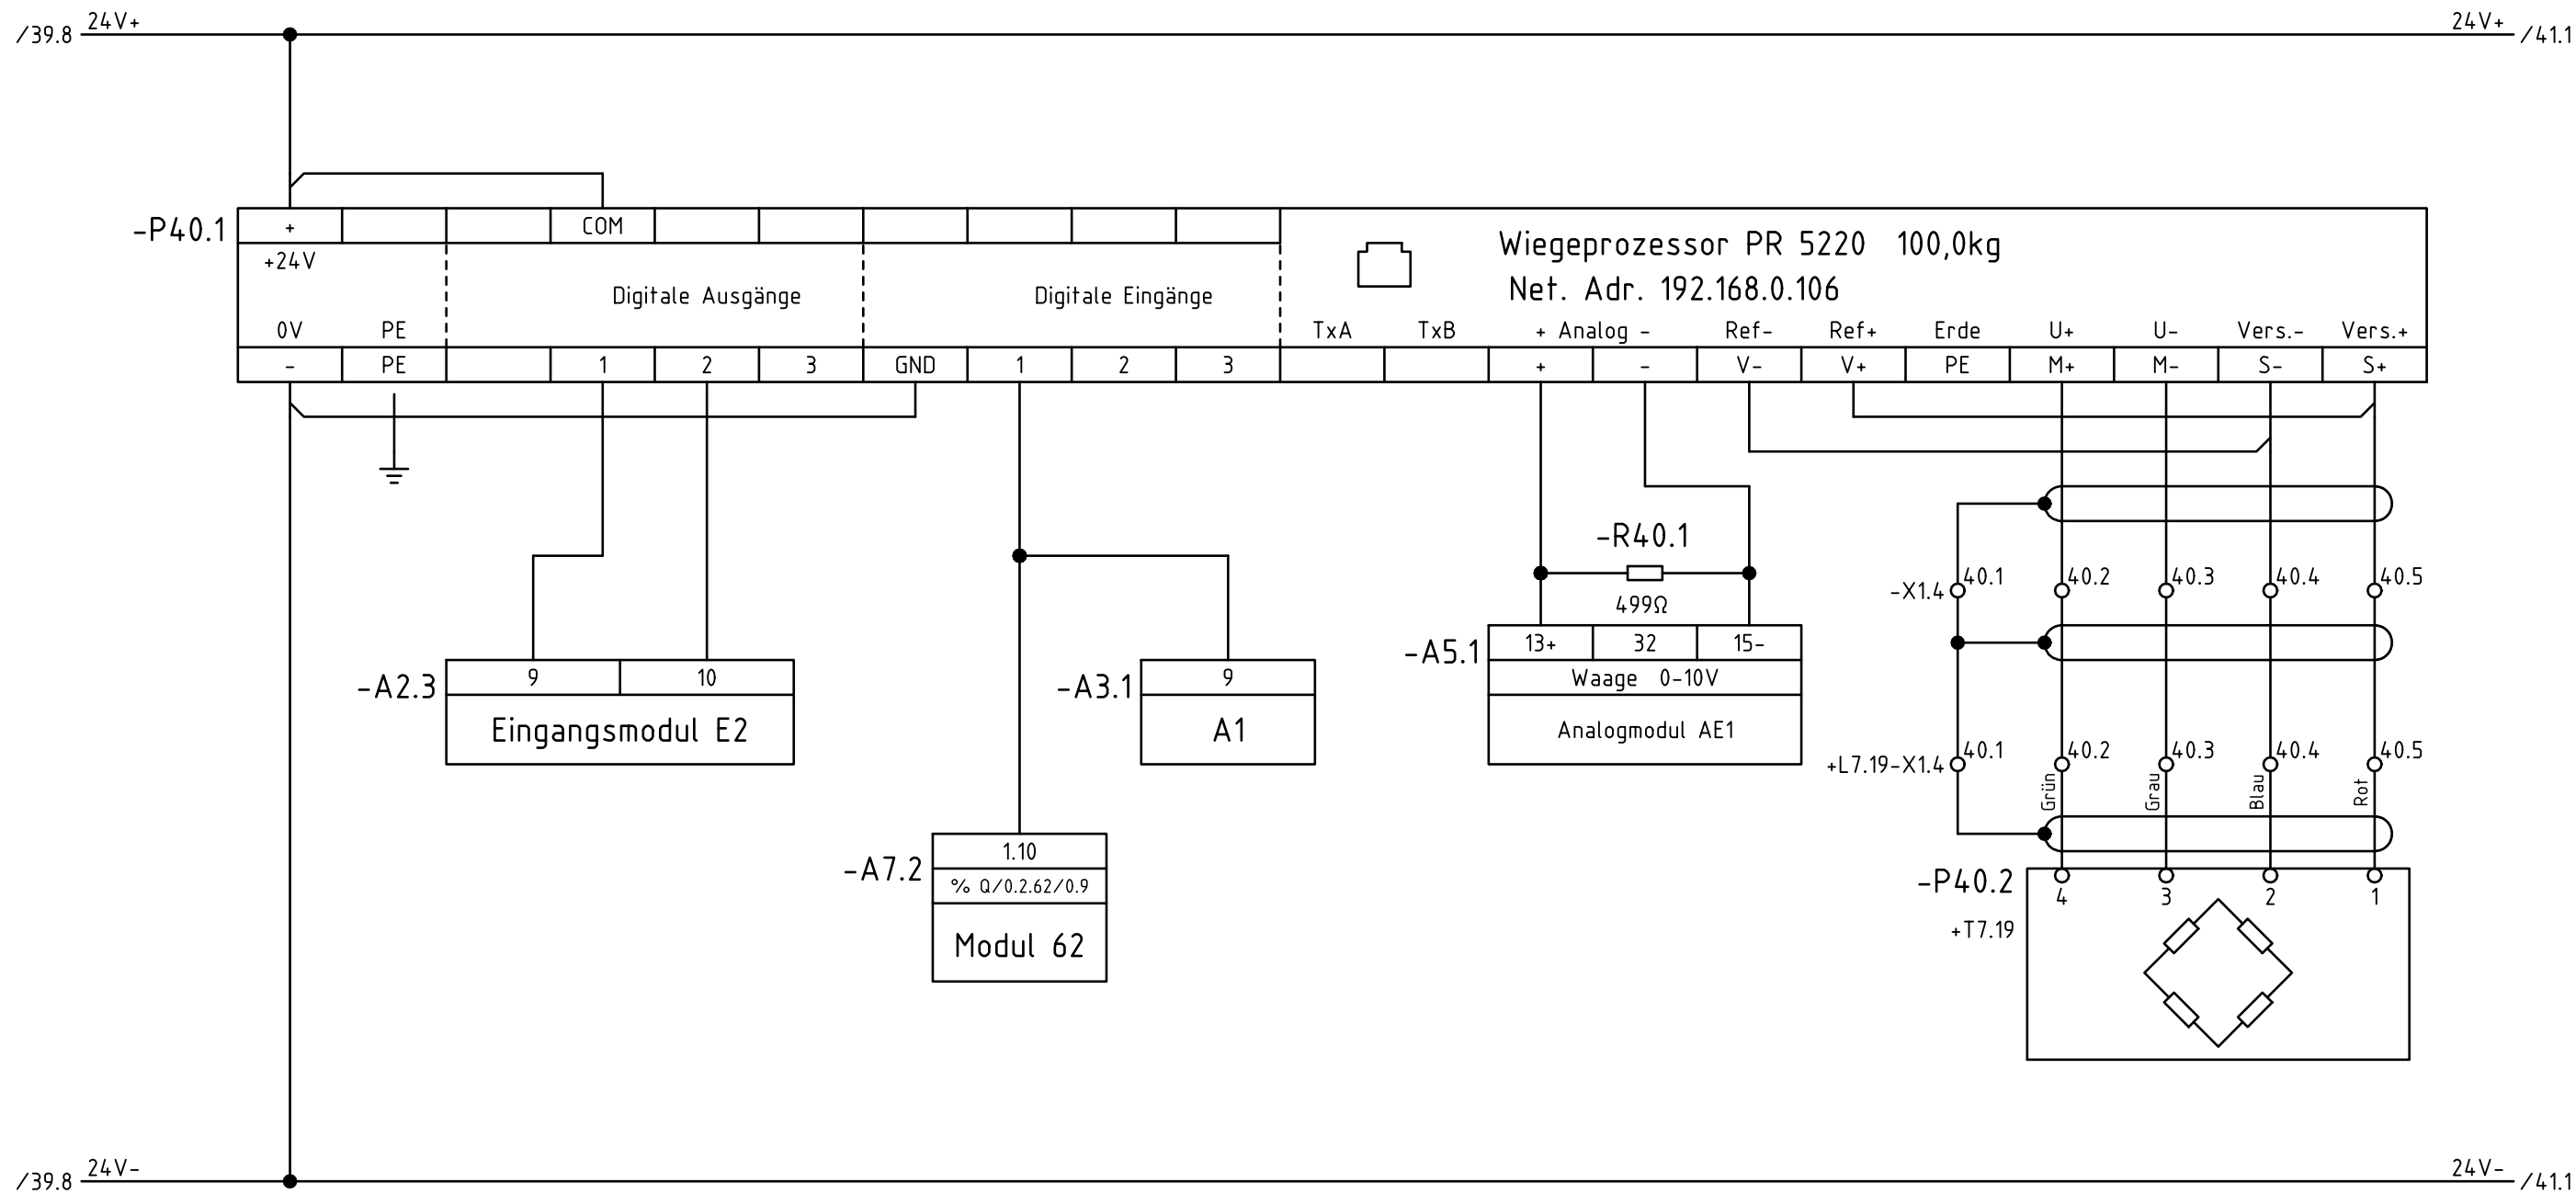 24V+ 24V+
/39.8 /41.1
-P40.1 + COM
+24V
Wiegeprozessor PR 5220 100,0kg
Digitale Ausgänge Digitale Eingänge
Net. Adr. 192.168.0.106
0V PE TxA TxB + Analog - Ref- Ref+ Erde U+ U- Vers.- Vers.+
- PE 1 2 3 GND 1 2 3 + - V- V+ PE M+ M- S- S+
-R40.1
499Ω
-X1.4 40.1 40.2 40.3 40.4 40.5
-A5.1 13+ 32 15-
Waage 0-10V
Analogmodul AE1
-A2.3 9 10
Eingangsmodul E2
-A3.1 9
A1
+L7.19-X1.4 40.1 40.2 40.3 40.4 40.5
Grün Grau Blau Rot
-A7.2 1.10
% Q/0.2.62/0.9
Modul 62
-P40.2 4 3 2 1
+T7.19
24V- 24V-
/39.8 /41.1